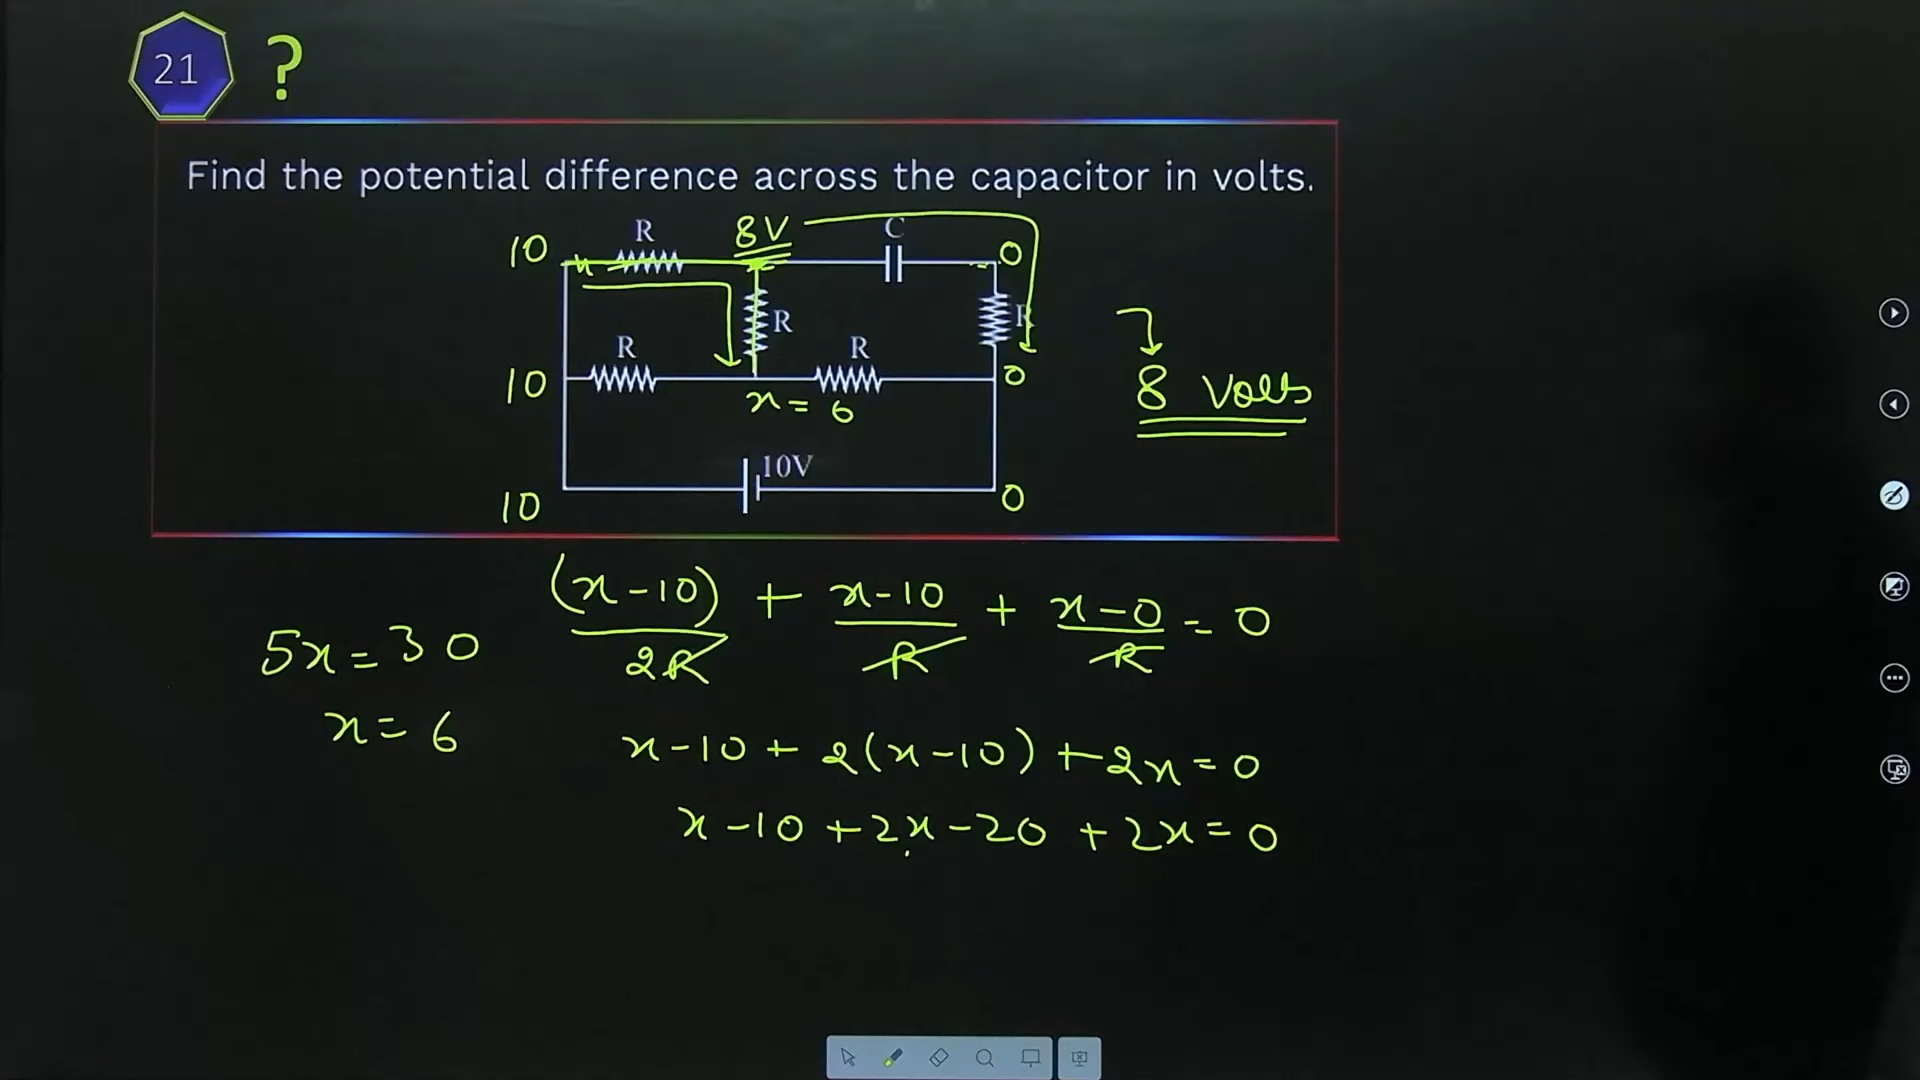 21 ?
Find the potential difference across the capacitor in volts.
R 8V C
10 0
R R
R R
10 0
x = 6
8 Volts
10V
10 0
(x-10)/2R + x-10/R + x-0/R = 0
5x = 30
x = 6
x-10 + 2(x-10) + 2x = 0
x-10 + 2x-20 + 2x = 0